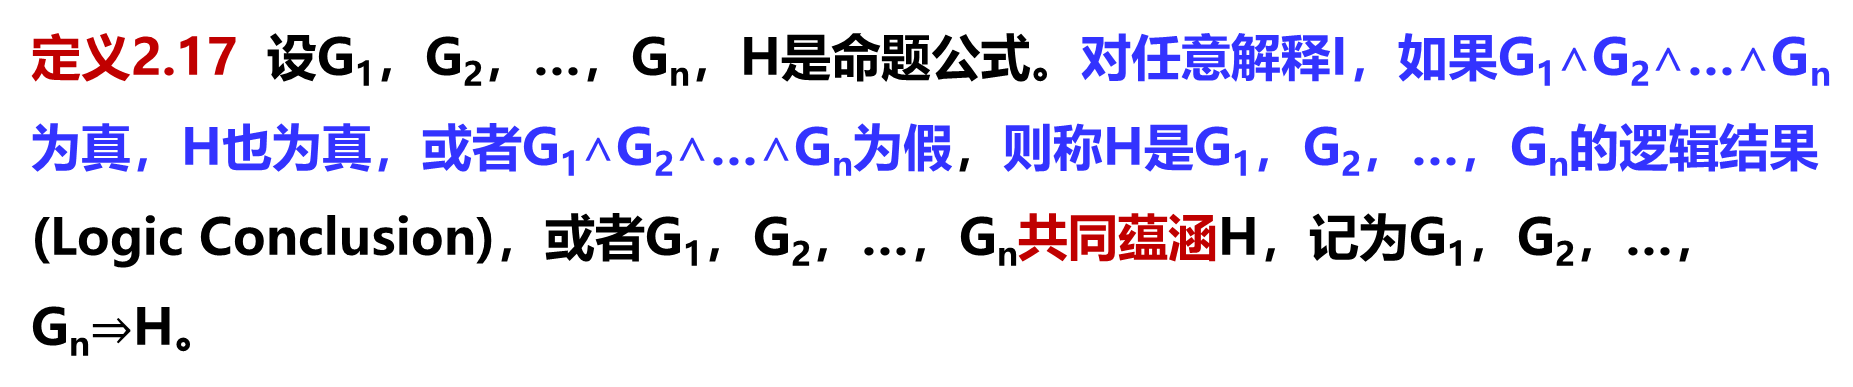 定义2.17 设G₁，G₂，…，Gₙ，H是命题公式。对任意解释I，如果G₁∧G₂∧…∧Gₙ
为真，H也为真，或者G₁∧G₂∧…∧Gₙ为假，则称H是G₁，G₂，…，Gₙ的逻辑结果
(Logic Conclusion)，或者G₁，G₂，…，Gₙ共同蕴涵H，记为G₁，G₂，…，
Gₙ⇒H。